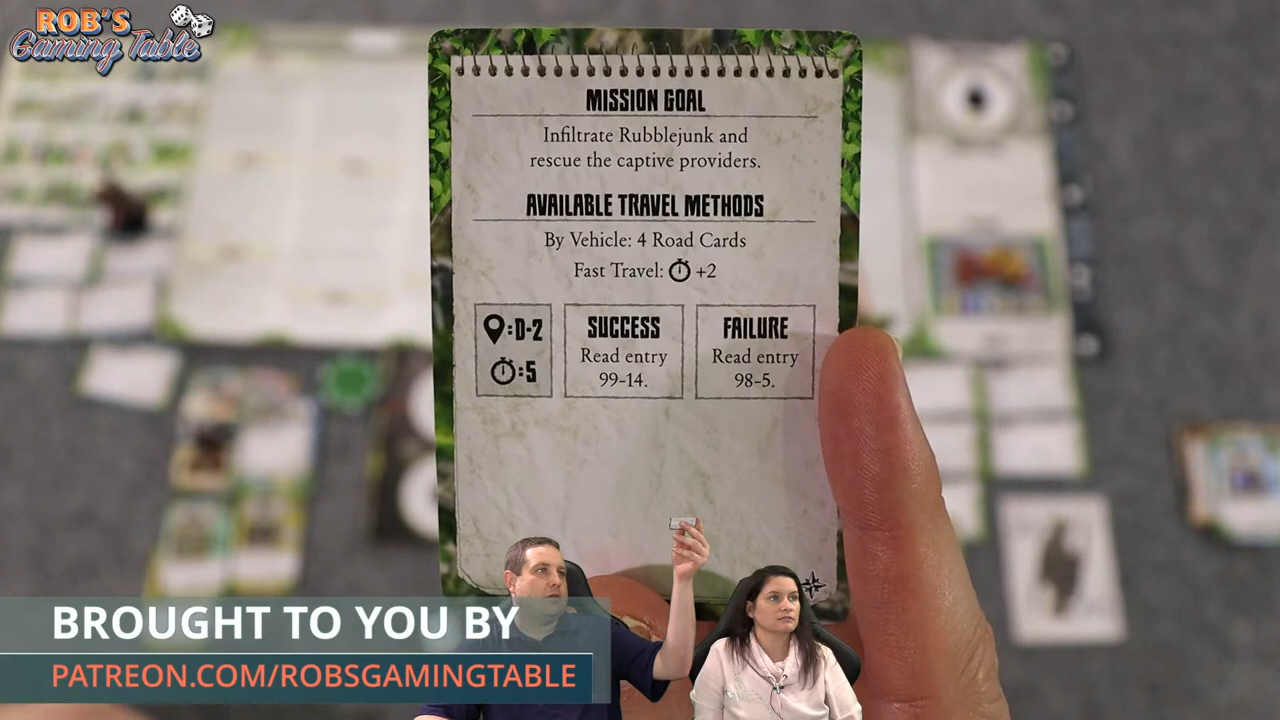 ROB'S
Gaming Table
MISSION GOAL
Infiltrate Rubblejunk and
rescue the captive providers.
AVAILABLE TRAVEL METHODS
By Vehicle: 4 Road Cards
Fast Travel: +2
:D-2
:5
SUCCESS
Read entry
99-14.
FAILURE
Read entry
98-5.
BROUGHT TO YOU BY
PATREON.COM/ROBSGAMINGTABLE